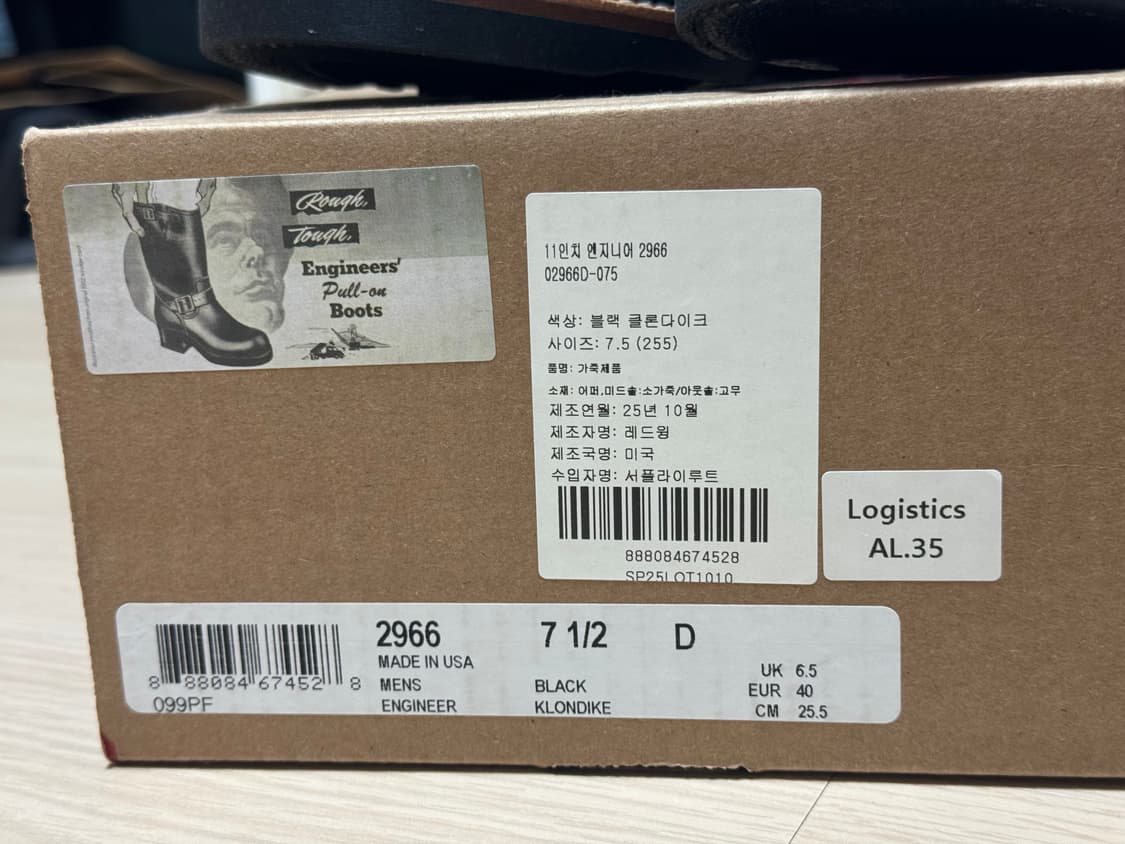 Rough,
Tough,
Engineers'
Pull-on
Boots
11인치 엔지니어 2966
02966D-075
색상: 블랙 클론다이크
사이즈: 7.5 (255)
품명: 가죽제품
소재: 어퍼,미드솔:소가죽/아웃솔:고무
제조연월: 25년 10월
제조자명: 레드윙
제조국명: 미국
수입자명: 서플라이루트
888084674528
SP25LOT1010
Logistics
AL.35
2966 7 1/2 D
MADE IN USA
MENS BLACK
ENGINEER KLONDIKE
UK 6.5
EUR 40
CM 25.5
8 88084 67452 8
099PF